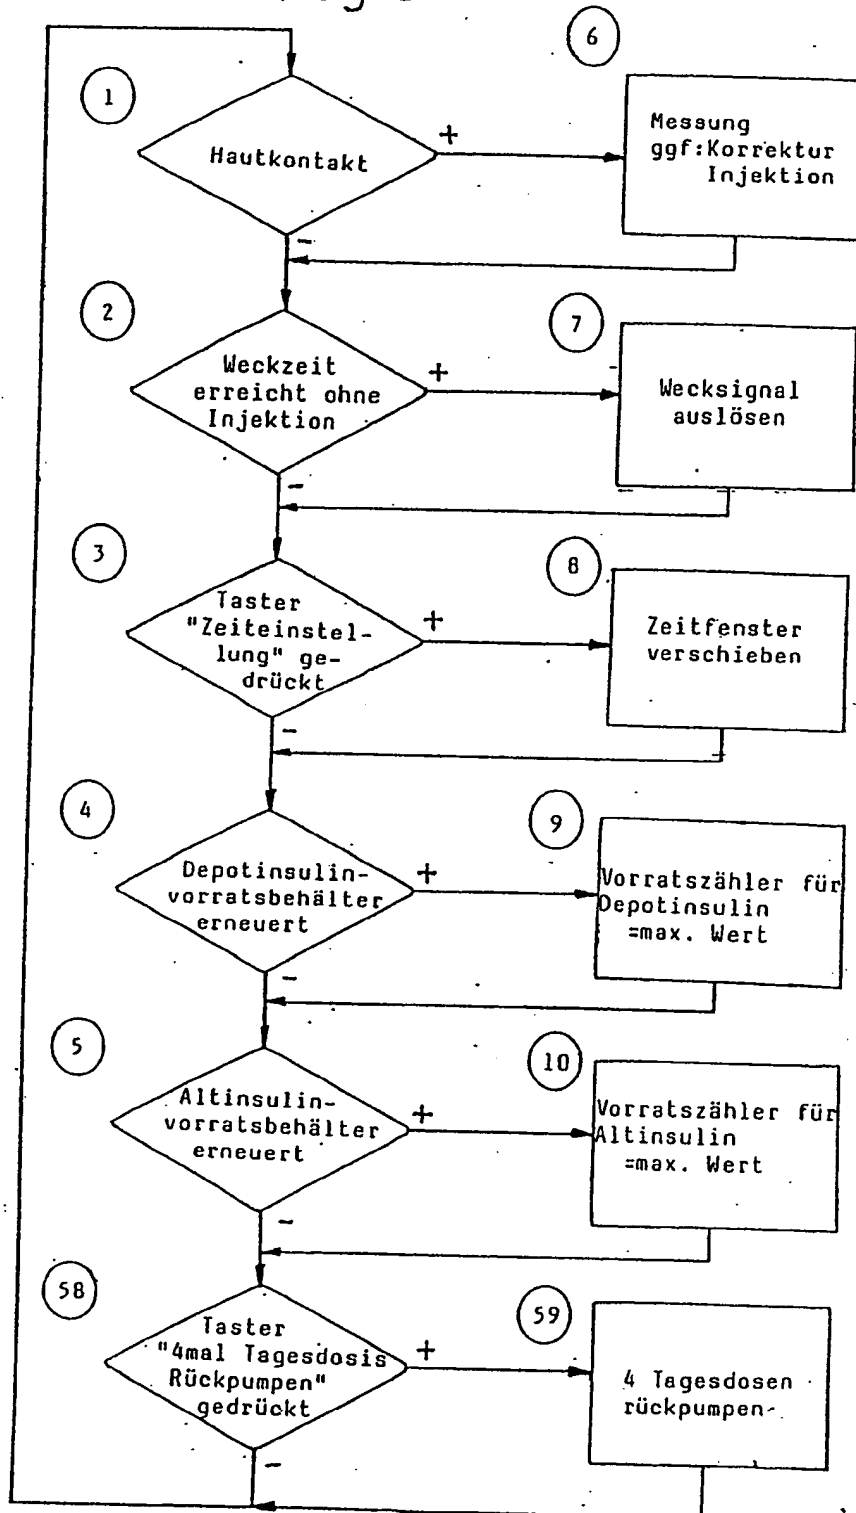 6
1
+
Hautkontakt
Messung
ggf:Korrektur
Injektion
-
2
7
Weckzeit
erreicht ohne
Injektion
+
Wecksignal
auslösen
-
3
8
Taster
"Zeiteinstel-
lung" ge-
drückt
+
Zeitfenster
verschieben
-
4
9
Depotinsulin-
vorratsbehälter
erneuert
+
Vorratszähler für
Depotinsulin
=max. Wert
-
5
10
Altinsulin-
vorratsbehälter
erneuert
+
Vorratszähler für
Altinsulin
=max. Wert
-
58
59
Taster
"4mal Tagesdosis
Rückpumpen"
gedrückt
+
4 Tagesdosen
rückpumpen
-